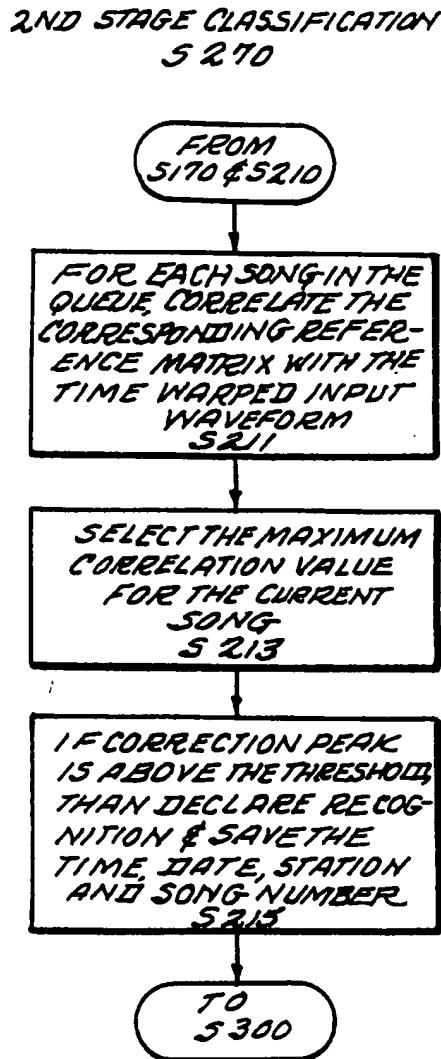 2ND STAGE CLASSIFICATION
S 270
FROM
S170 & S210
FOR EACH SONG IN THE
QUEUE, CORRELATE THE
CORRESPONDING REFER-
ENCE MATRIX WITH THE
TIME WARPED INPUT
WAVEFORM
S211
SELECT THE MAXIMUM
CORRELATION VALUE
FOR THE CURRENT
SONG
S 213
IF CORRECTION PEAK
IS ABOVE THE THRESHOLD,
THAN DECLARE RECOG-
NITION & SAVE THE
TIME, DATE, STATION
AND SONG NUMBER
S215
TO
S300